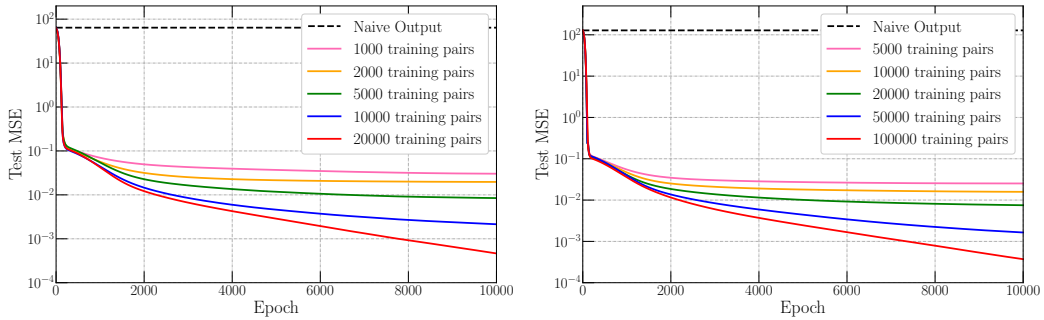 Naive Output
1000 training pairs
2000 training pairs
5000 training pairs
10000 training pairs
20000 training pairs
Test MSE
10^2
10^1
10^0
10^-1
10^-2
10^-3
10^-4
0 2000 4000 6000 8000 10000
Epoch
Naive Output
5000 training pairs
10000 training pairs
20000 training pairs
50000 training pairs
100000 training pairs
Test MSE
10^2
10^1
10^0
10^-1
10^-2
10^-3
10^-4
0 2000 4000 6000 8000 10000
Epoch